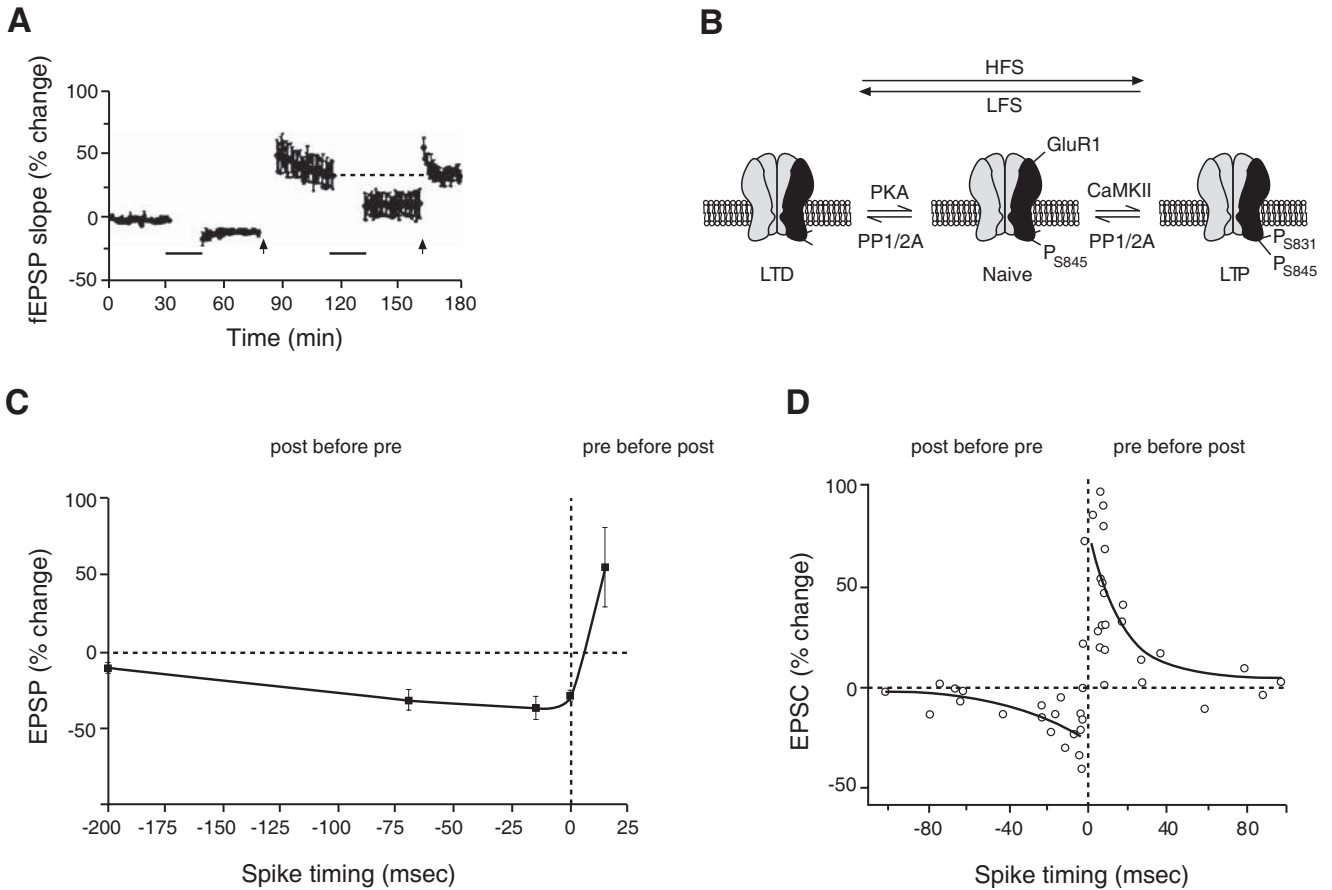 A
fEPSP slope (% change)
100
50
0
-50
0 30 60 90 120 150 180
Time (min)
B
HFS
LFS
GluR1
PKA
PP1/2A
CaMKII
PP1/2A
PS845
PS831
PS845
LTD
Naive
LTP
C
post before pre
pre before post
EPSP (% change)
100
50
0
-50
-200 -175 -150 -125 -100 -75 -50 -25 0 25
Spike timing (msec)
D
post before pre
pre before post
EPSC (% change)
100
50
0
-50
-80 -40 0 40 80
Spike timing (msec)